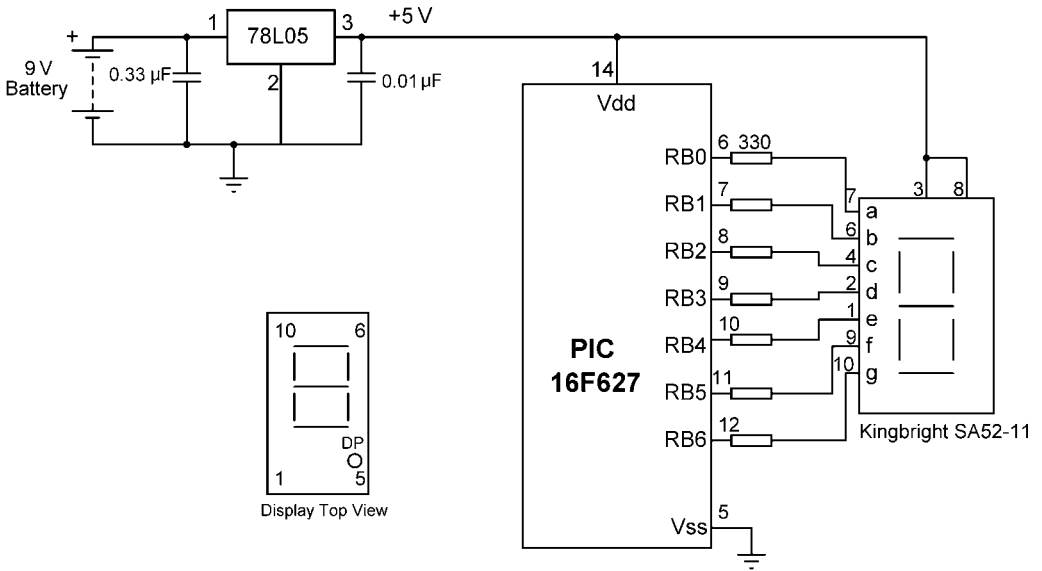 +5 V
+
1
78L05
3
9 V
Battery
0.33 µF
2
0.01 µF
14
Vdd
RB0
6
330
RB1
7
RB2
8
RB3
9
RB4
10
RB5
11
RB6
12
PIC
16F627
Vss
5
3
8
7
a
6
b
4
c
2
d
1
e
9
f
10
g
Kingbright SA52-11
10
6
DP
1
5
Display Top View